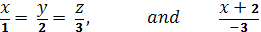 x/1 = y/2 = z/3, and x + 2/−3